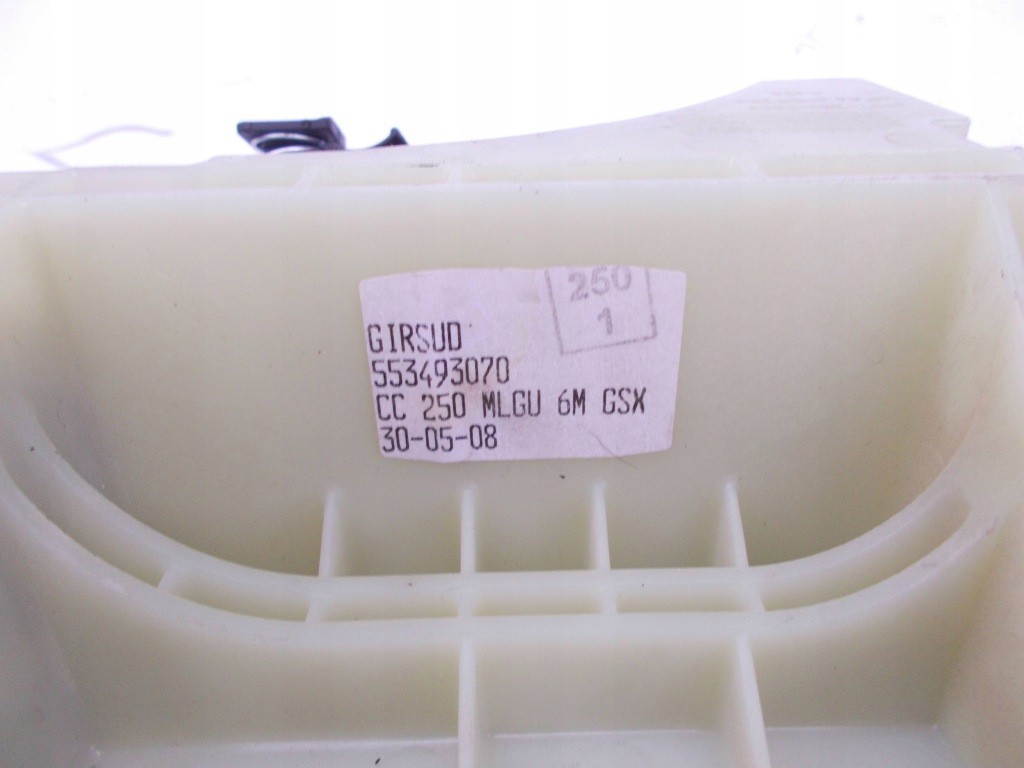 250
1
GIRSUD
553493070
CC 250 MLGU 6M GSX
30-05-08